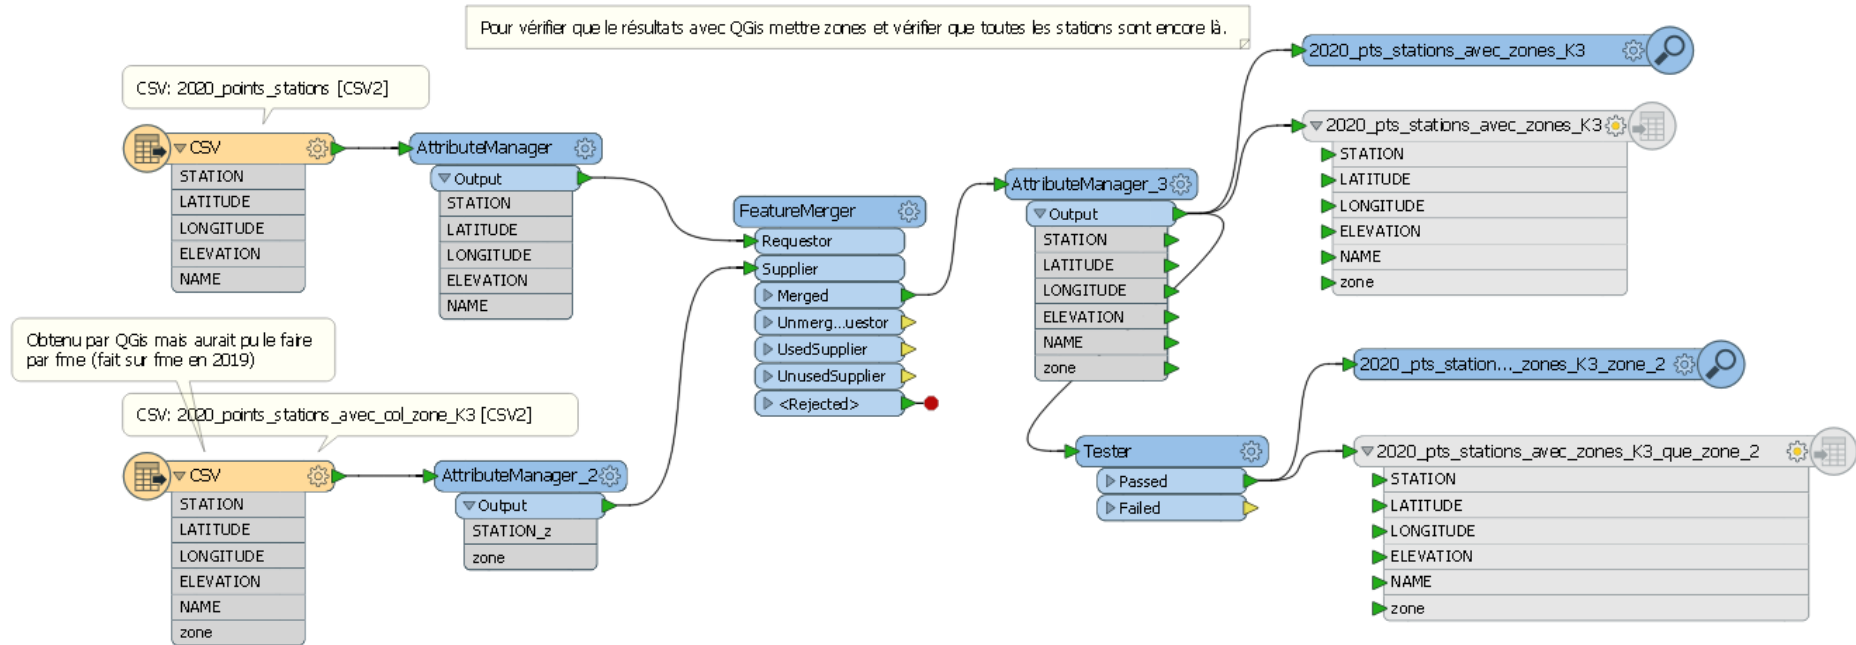 Pour vérifier que le résultats avec QGis mettre zones et vérifier que toutes les stations sont encore là.
CSV: 2020_points_stations [CSV2]
CSV
STATION
LATITUDE
LONGITUDE
ELEVATION
NAME
AttributeManager
Output
STATION
LATITUDE
LONGITUDE
ELEVATION
NAME
Obtenu par QGis mais aurait pu le faire
par fme (fait sur fme en 2019)
CSV: 2020_points_stations_avec_col_zone_K3 [CSV2]
CSV
STATION
LATITUDE
LONGITUDE
ELEVATION
NAME
zone
AttributeManager_2
Output
STATION_z
zone
FeatureMerger
Requestor
Supplier
Merged
Unmerg...uestor
UsedSupplier
UnusedSupplier
<Rejected>
AttributeManager_3
Output
STATION
LATITUDE
LONGITUDE
ELEVATION
NAME
zone
Tester
Passed
Failed
2020_pts_stations_avec_zones_K3
2020_pts_stations_avec_zones_K3
STATION
LATITUDE
LONGITUDE
ELEVATION
NAME
zone
2020_pts_station..._zones_K3_zone_2
2020_pts_stations_avec_zones_K3_que_zone_2
STATION
LATITUDE
LONGITUDE
ELEVATION
NAME
zone